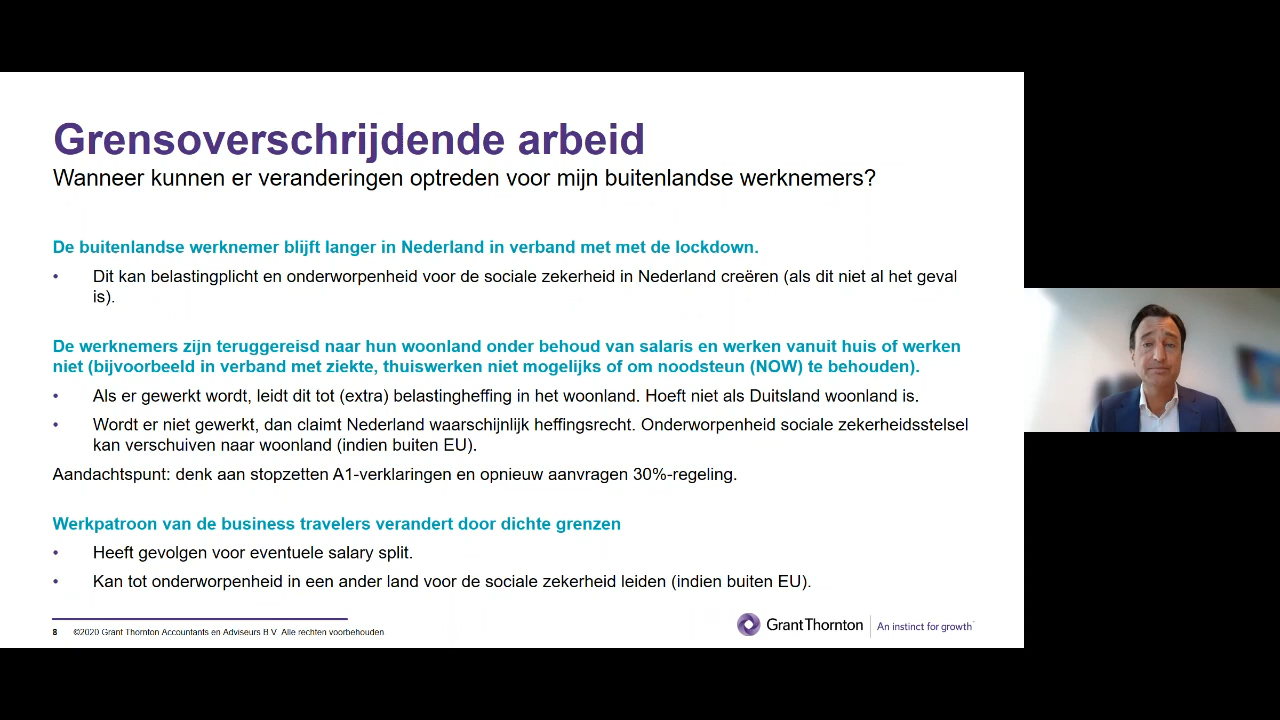 Grensoverschrijdende arbeid
Wanneer kunnen er veranderingen optreden voor mijn buitenlandse werknemers?
De buitenlandse werknemer blijft langer in Nederland in verband met met de lockdown.
• Dit kan belastingplicht en onderworpenheid voor de sociale zekerheid in Nederland creëren (als dit niet al het geval
is).
De werknemers zijn teruggereisd naar hun woonland onder behoud van salaris en werken vanuit huis of werken
niet (bijvoorbeeld in verband met ziekte, thuiswerken niet mogelijks of om noodsteun (NOW) te behouden).
• Als er gewerkt wordt, leidt dit tot (extra) belastingheffing in het woonland. Hoeft niet als Duitsland woonland is.
• Wordt er niet gewerkt, dan claimt Nederland waarschijnlijk heffingsrecht. Onderworpenheid sociale zekerheidsstelsel
kan verschuiven naar woonland (indien buiten EU).
Aandachtspunt: denk aan stopzetten A1-verklaringen en opnieuw aanvragen 30%-regeling.
Werkpatroon van de business travelers verandert door dichte grenzen
• Heeft gevolgen voor eventuele salary split.
• Kan tot onderworpenheid in een ander land voor de sociale zekerheid leiden (indien buiten EU).
8 ©2020 Grant Thornton Accountants en Adviseurs B.V. Alle rechten voorbehouden.
Grant Thornton | An instinct for growth™